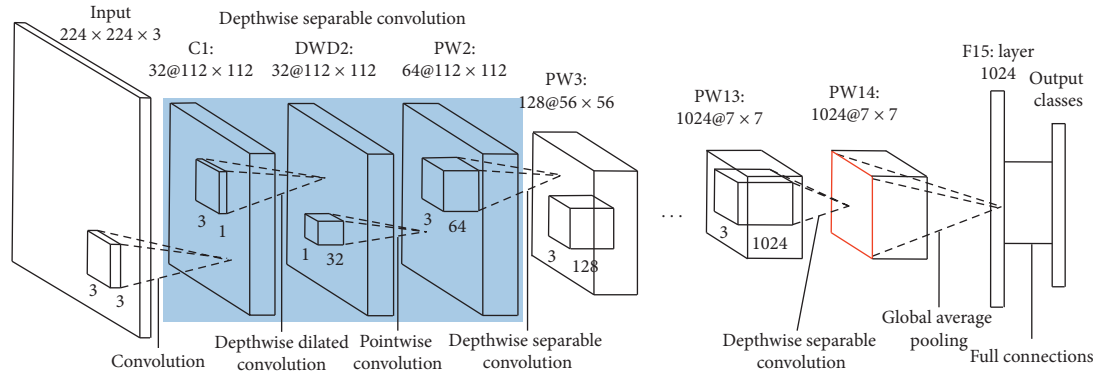 Input
224 × 224 × 3
Depthwise separable convolution
C1:
32@112 × 112
DWD2:
32@112 × 112
PW2:
64@112 × 112
PW3:
128@56 × 56
PW13:
1024@7 × 7
PW14:
1024@7 × 7
F15: layer
1024
Output
classes
3
3
3
1
1
32
3
64
3
128
...
3
1024
Convolution
Depthwise dilated
convolution
Pointwise
convolution
Depthwise separable
convolution
Depthwise separable
convolution
Global average
pooling
Full connections